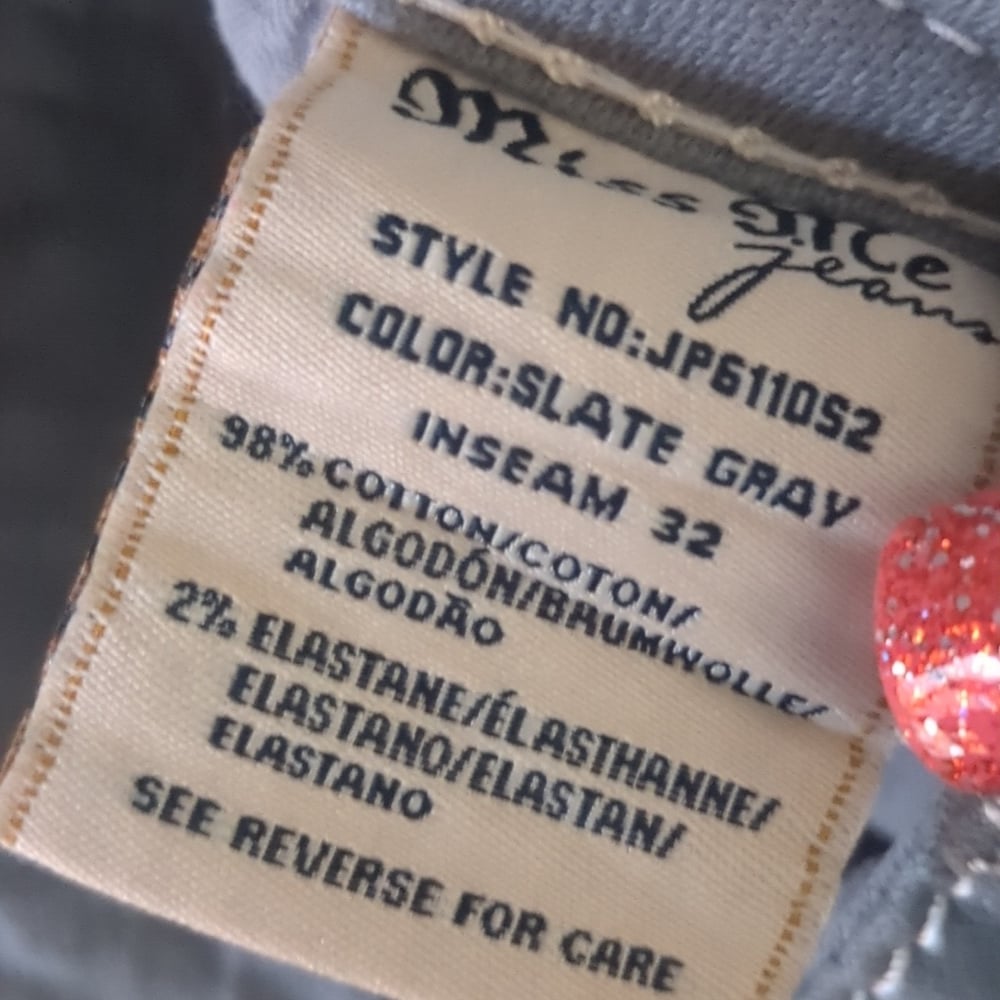 Miss Me
jeans
STYLE NO:JP6110S2
COLOR:SLATE GRAY
INSEAM 32
98% COTTON/COTON/
ALGODÓN/BAUMWOLLE/
ALGODÃO
2% ELASTANE/ÉLASTHANNE/
ELASTANO/ELASTAN/
ELASTANO
SEE REVERSE FOR CARE